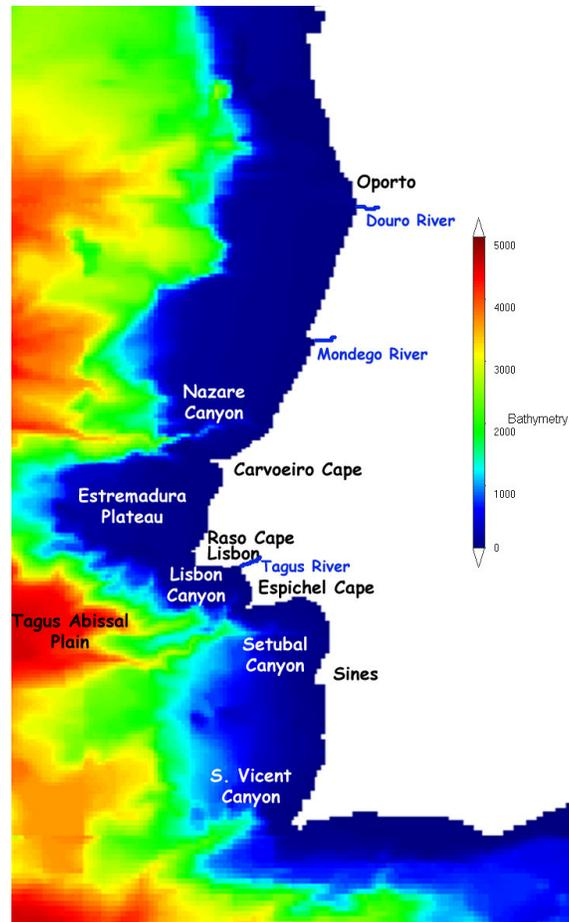 Oporto
Douro River
5000
4000
3000
2000
1000
0
Bathymetry
Mondego River
Nazare
Canyon
Carvoeiro Cape
Estremadura
Plateau
Raso Cape
Lisbon
Tagus River
Lisbon
Canyon
Espichel Cape
Tagus Abissal
Plain
Setubal
Canyon
Sines
S. Vicent
Canyon